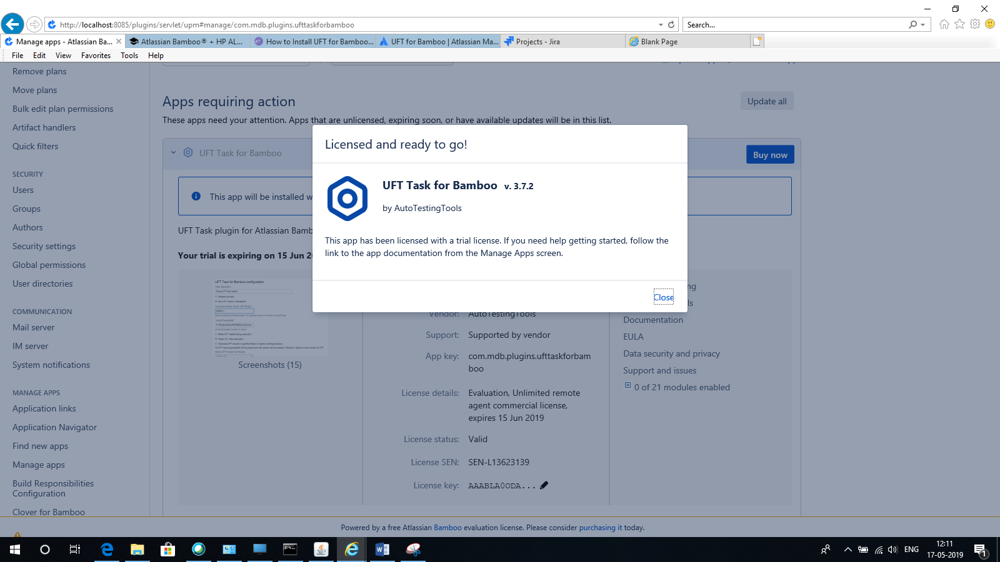 http://localhost:8085/plugins/servlet/upm#manage/com.mdb.plugins.ufttaskforbamboo
Search...
Manage apps - Atlassian Ba...
Atlassian Bamboo® + HP AL...
How to Install UFT for Bamboo...
UFT for Bamboo | Atlassian Ma...
Projects - Jira
Blank Page
File Edit View Favorites Tools Help
Remove plans
Move plans
Bulk edit plan permissions
Artifact handlers
Quick filters
SECURITY
Users
Groups
Authors
Security settings
Global permissions
User directories
COMMUNICATION
Mail server
IM server
System notifications
MANAGE APPS
Application links
Application Navigator
Find new apps
Manage apps
Build Responsibilities
Configuration
Clover for Bamboo
Apps requiring action
Update all
These apps need your attention. Apps that are unlicensed, expiring soon, or have available updates will be in this list.
UFT Task for Bamboo
Buy now
This app will be installed w
UFT Task plugin for Atlassian Bamb
Your trial is expiring on 15 Jun 2
Licensed and ready to go!
UFT Task for Bamboo v. 3.7.2
by AutoTestingTools
This app has been licensed with a trial license. If you need help getting started, follow the
link to the app documentation from the Manage Apps screen.
Close
UFT Task for Bamboo configuration
Screenshots (15)
Vendor: AutoTestingTools
Support: Supported by vendor
App key: com.mdb.plugins.ufttaskforbam
boo
License details: Evaluation, Unlimited remote
agent commercial license,
expires 15 Jun 2019
License status: Valid
License SEN: SEN-L13623139
License key: AAABLA0ODA...
ng
ls
Documentation
EULA
Data security and privacy
Support and issues
0 of 21 modules enabled
Powered by a free Atlassian Bamboo evaluation license. Please consider purchasing it today.
ENG
12:11
17-05-2019
1